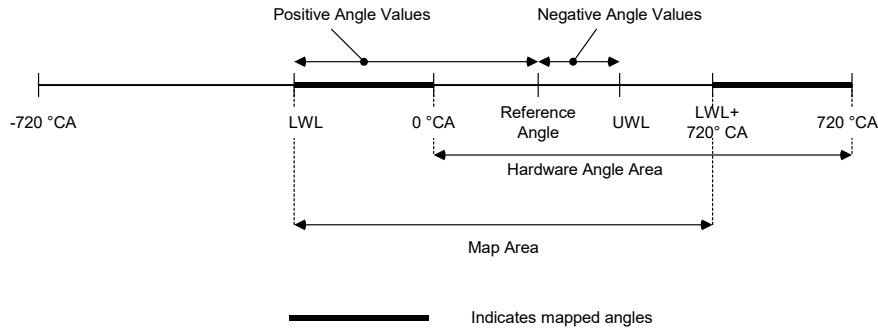 Positive Angle Values
Negative Angle Values
-720 °CA
LWL
0 °CA
Reference
Angle
UWL
LWL+
720° CA
720 °CA
Hardware Angle Area
Map Area
Indicates mapped angles